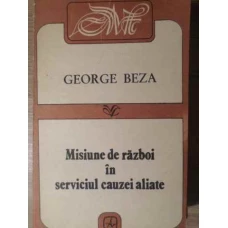 GEORGE BEZA
Misiune de război
în
serviciul cauzei aliate